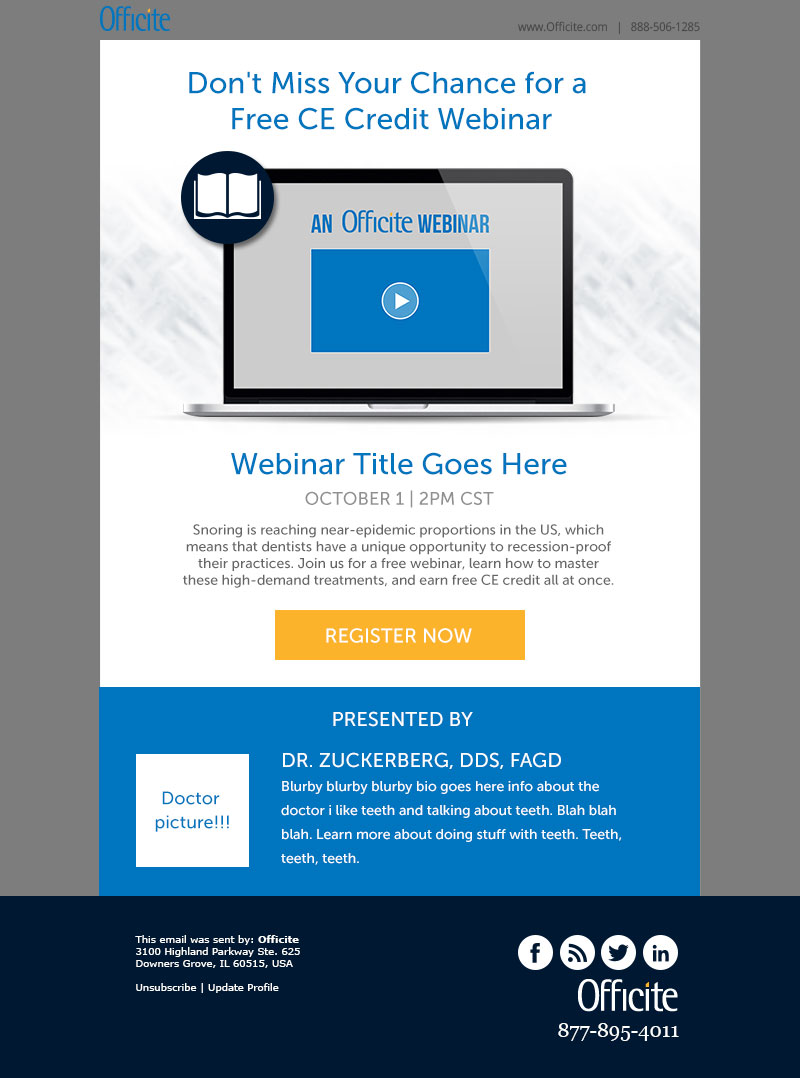 Officite
www.Officite.com | 888-506-1285
Don't Miss Your Chance for a
Free CE Credit Webinar
AN Officite WEBINAR
Webinar Title Goes Here
OCTOBER 1 | 2PM CST
Snoring is reaching near-epidemic proportions in the US, which
means that dentists have a unique opportunity to recession-proof
their practices. Join us for a free webinar, learn how to master
these high-demand treatments, and earn free CE credit all at once.
REGISTER NOW
PRESENTED BY
Doctor
picture!!!
DR. ZUCKERBERG, DDS, FAGD
Blurby blurby blurby bio goes here info about the
doctor i like teeth and talking about teeth. Blah blah
blah. Learn more about doing stuff with teeth. Teeth,
teeth, teeth.
This email was sent by: Officite
3100 Highland Parkway Ste. 625
Downers Grove, IL 60515, USA
Unsubscribe | Update Profile
f
in
Officite
877-895-4011